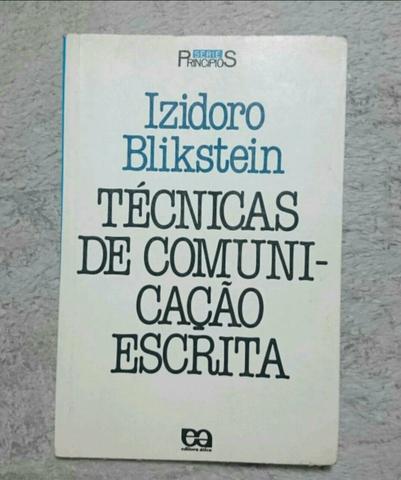 SÉRIE
PRINCÍPIOS
Izidoro
Blikstein
TÉCNICAS
DE COMUNI-
CAÇÃO
ESCRITA
editora ática